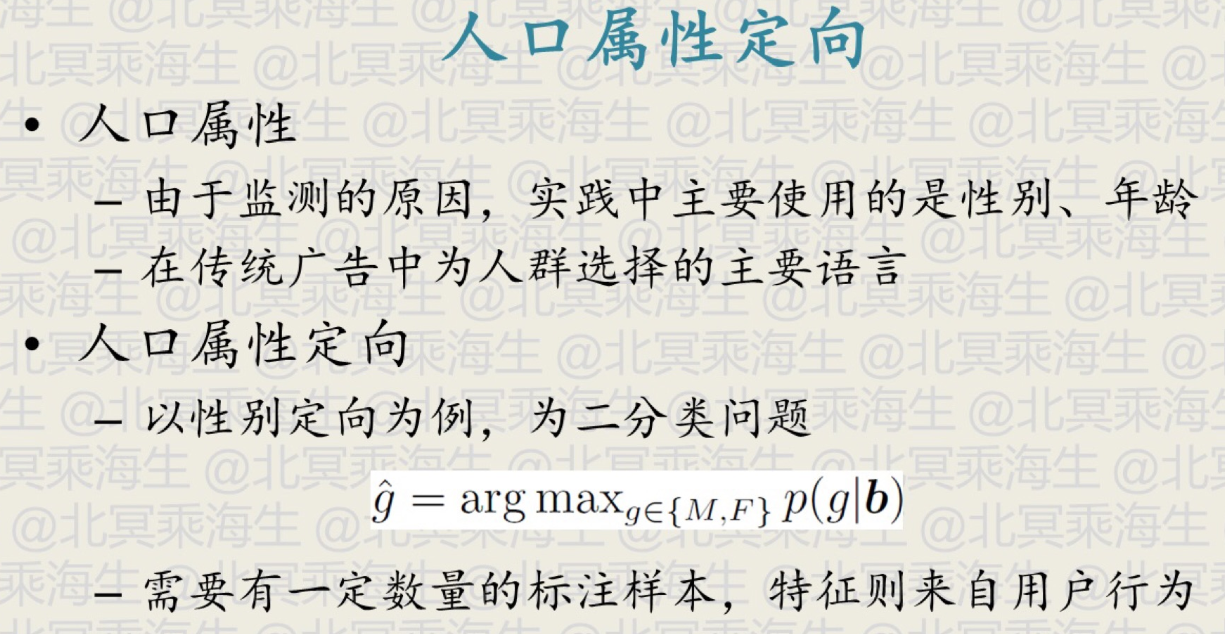 人口属性定向
• 人口属性
– 由于监测的原因，实践中主要使用的是性别、年龄
– 在传统广告中为人群选择的主要语言
• 人口属性定向
– 以性别定向为例，为二分类问题
ĝ = arg max_{g∈{M,F}} p(g|b)
– 需要有一定数量的标注样本，特征则来自用户行为
@北冥乘海生